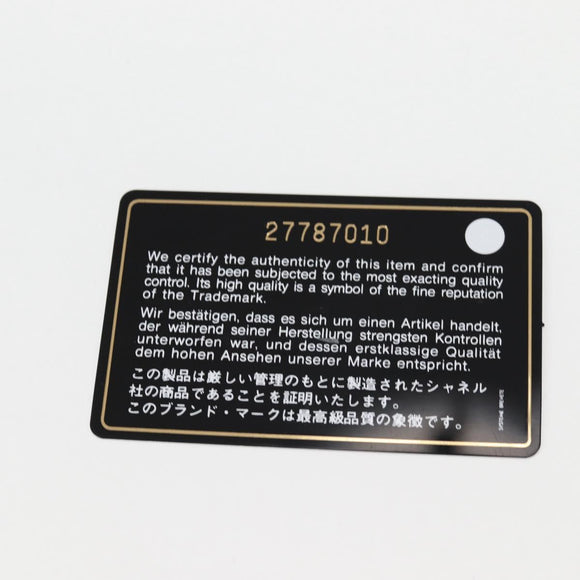 27787010
We certify the authenticity of this item and confirm
that it has been subjected to the most exacting quality
control. Its high quality is a symbol of the fine reputation
of the Trademark.
Wir bestätigen, dass es sich um einen Artikel handelt,
der während seiner Herstellung strengsten Kontrollen
unterworfen war, und dessen erstklassige Qualität
dem hohen Ansehen unserer Marke entspricht.
この製品は厳しい管理のもとに製造されたシャネル
社の商品であることを証明いたします。
このブランド・マークは最高級品質の象徴です。